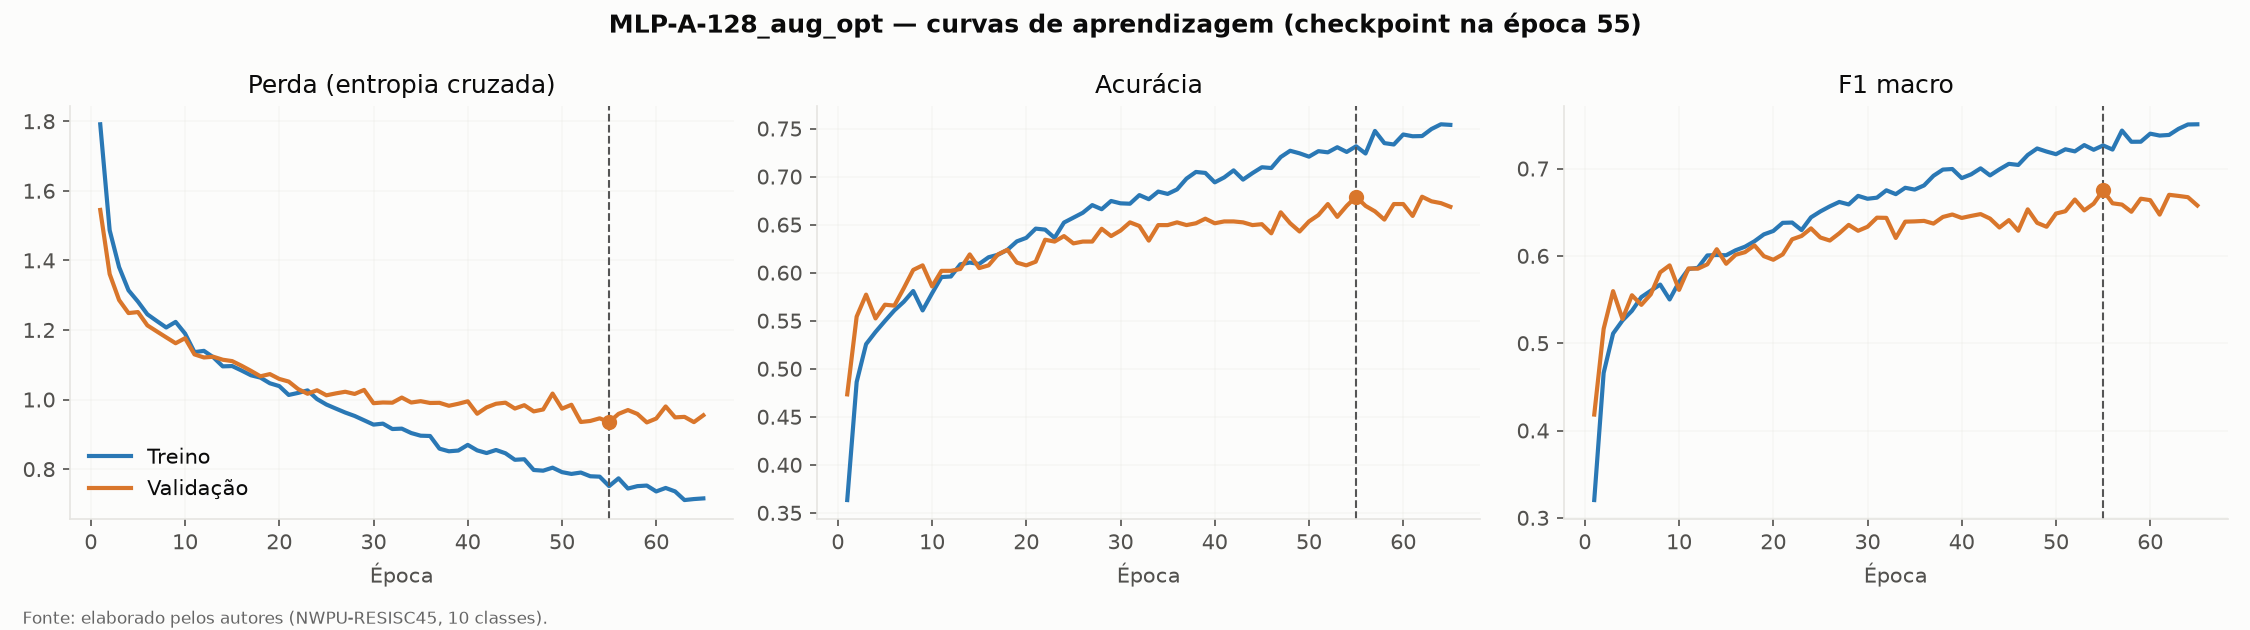 MLP-A-128_aug_opt — curvas de aprendizagem (checkpoint na época 55)
Perda (entropia cruzada)
1.8
1.6
1.4
1.2
1.0
0.8
Treino
Validação
0 10 20 30 40 50 60
Época
Acurácia
0.75
0.70
0.65
0.60
0.55
0.50
0.45
0.40
0.35
0 10 20 30 40 50 60
Época
F1 macro
0.7
0.6
0.5
0.4
0.3
0 10 20 30 40 50 60
Época
Fonte: elaborado pelos autores (NWPU-RESISC45, 10 classes).